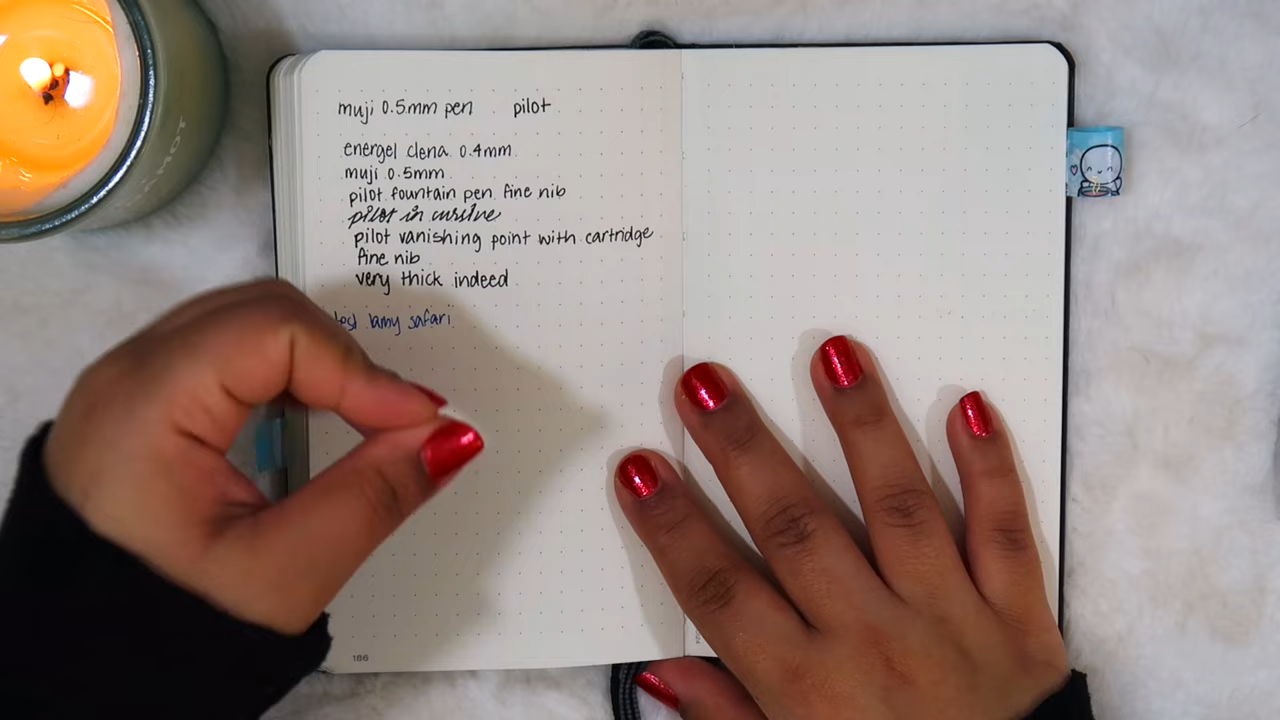 muji 0.5mm pen pilot
energel clena 0.4mm
muji 0.5mm
pilot fountain pen fine nib
pilot in cursive
pilot vanishing point with cartridge
fine nib
very thick indeed
test lamy safari
186